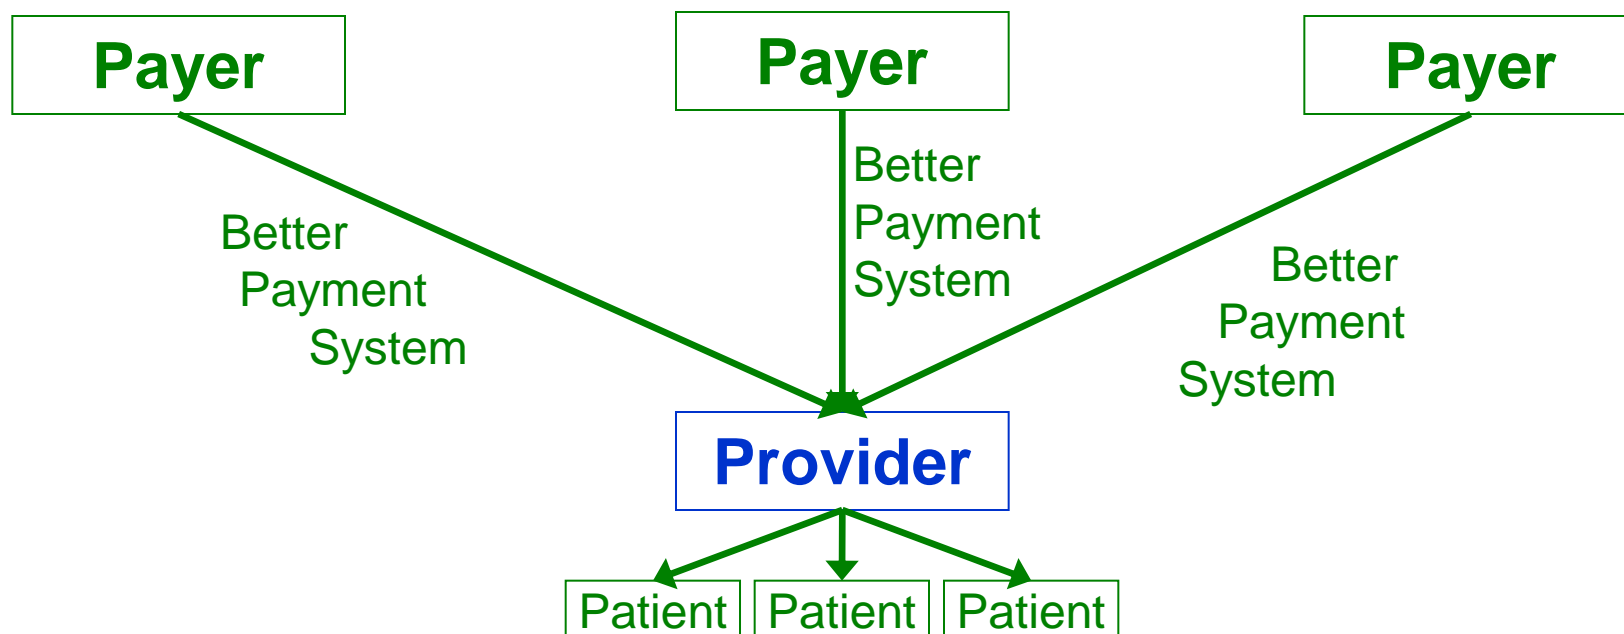 Payer
Payer
Payer
Better
Payment
System
Better
Payment
System
Better
Payment
System
Provider
Patient
Patient
Patient